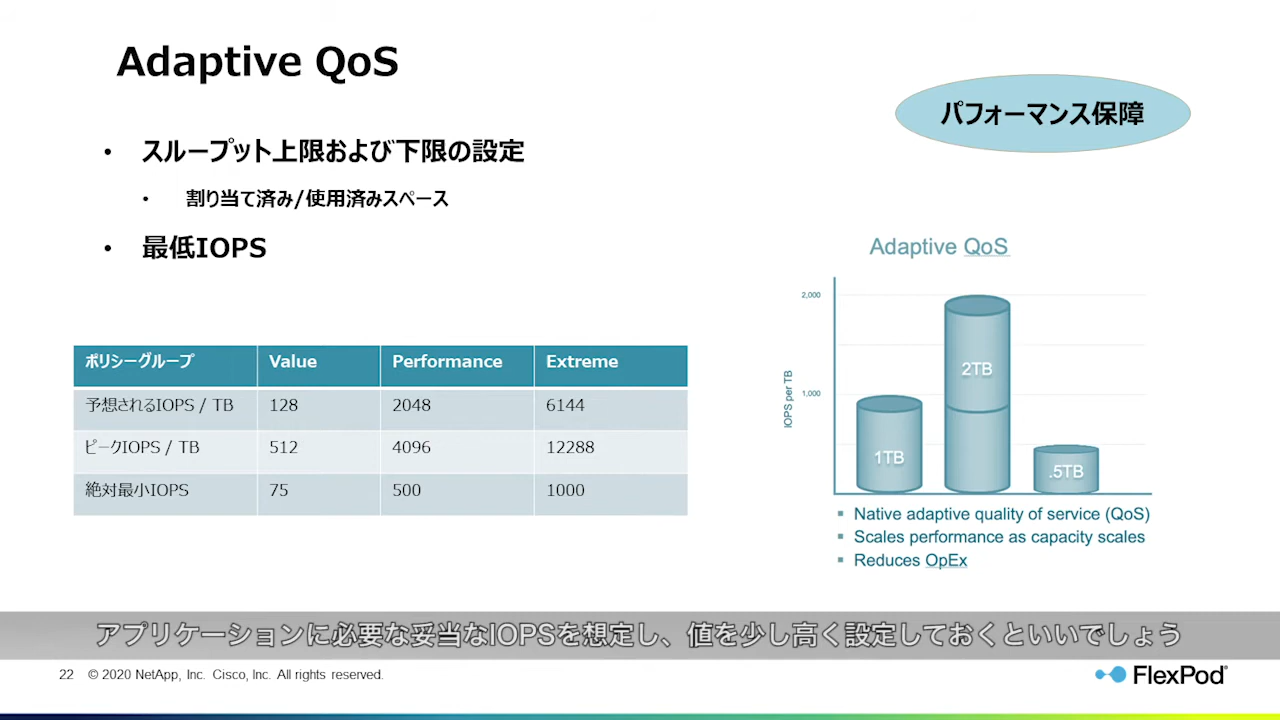 Adaptive QoS
パフォーマンス保障
• スループット上限および下限の設定
• 割り当て済み/使用済みスペース
• 最低IOPS
ポリシーグループ Value Performance Extreme
予想されるIOPS / TB 128 2048 6144
ピークIOPS / TB 512 4096 12288
絶対最小IOPS 75 500 1000
Adaptive QoS
2,000
1,000
IOPS per TB
1TB
2TB
.5TB
▪ Native adaptive quality of service (QoS)
▪ Scales performance as capacity scales
▪ Reduces OpEx
アプリケーションに必要な妥当なIOPSを想定し、値を少し高く設定しておくといいでしょう
22 © 2020 NetApp, Inc. Cisco, Inc. All rights reserved.
FlexPod